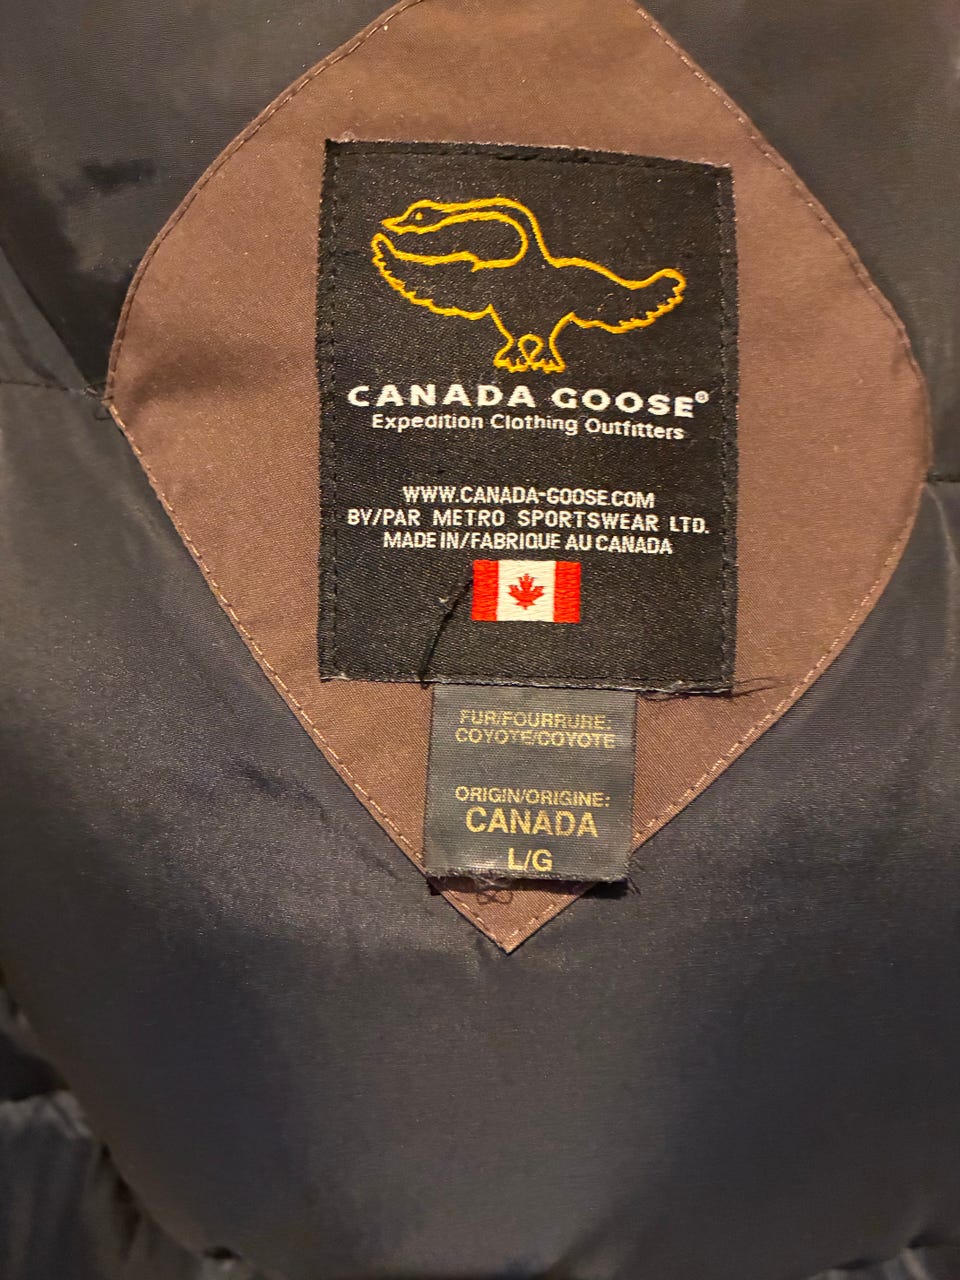 CANADA GOOSE®
Expedition Clothing Outfitters
WWW.CANADA-GOOSE.COM
BY/PAR METRO SPORTSWEAR LTD.
MADE IN/FABRIQUE AU CANADA
FUR/FOURRURE:
COYOTE/COYOTE
ORIGIN/ORIGINE:
CANADA
L/G